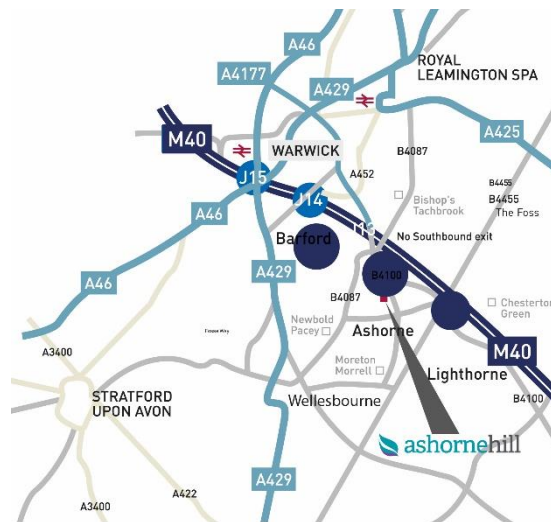 A46
ROYAL
LEAMINGTON SPA
A4177
A429
A425
M40
WARWICK
B4087
J15
A452
B4455
J14
Bishop's
Tachbrook
B4455
The Foss
A46
J13
No Southbound exit
Barford
A429
B4100
A46
B4087
Chesterton
Green
Newbold
Pacey
Ashorne
A3400
M40
Moreton
Morrell
Lighthorne
STRATFORD
UPON AVON
Wellesbourne
B4100
ashornehill
A429
A422
A3400